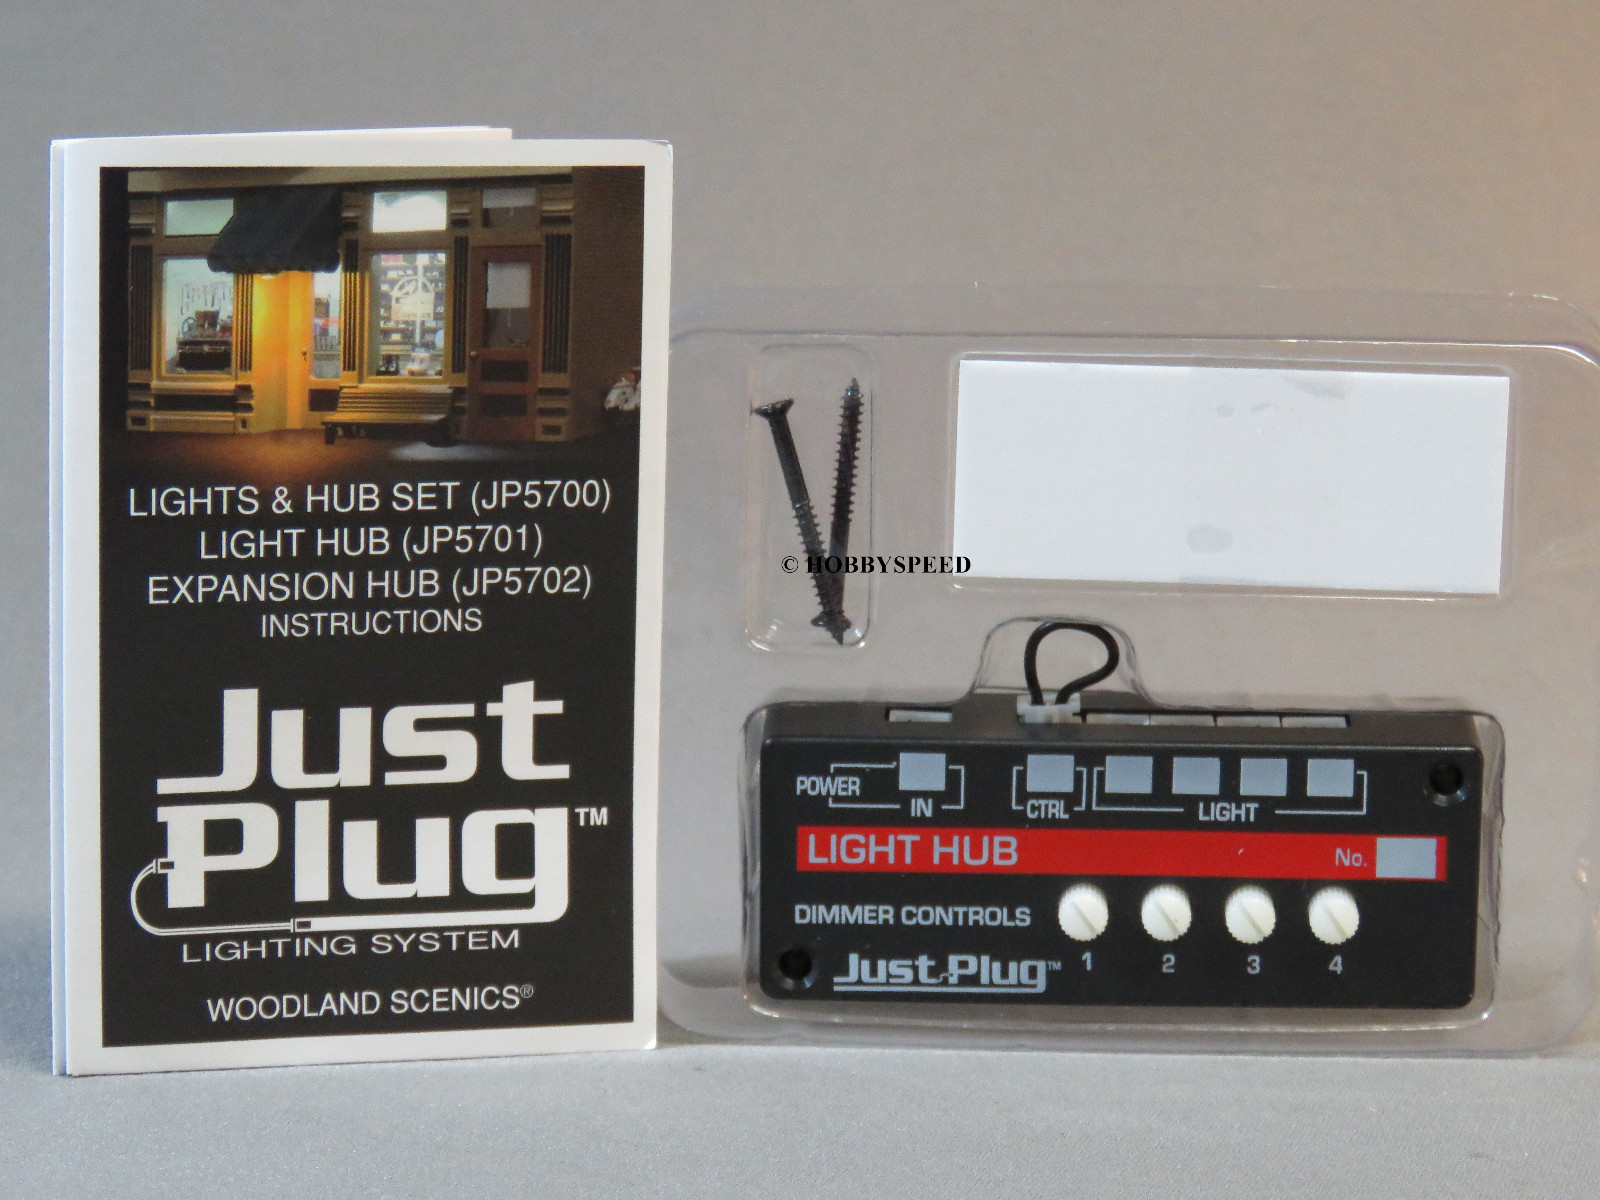 LIGHTS & HUB SET (JP5700)
LIGHT HUB (JP5701)
EXPANSION HUB (JP5702)
INSTRUCTIONS
Just
Plug™
LIGHTING SYSTEM
WOODLAND SCENICS®
© HOBBYSPEED
POWER IN CTRL LIGHT
LIGHT HUB No.
DIMMER CONTROLS
1 2 3 4
Just Plug™